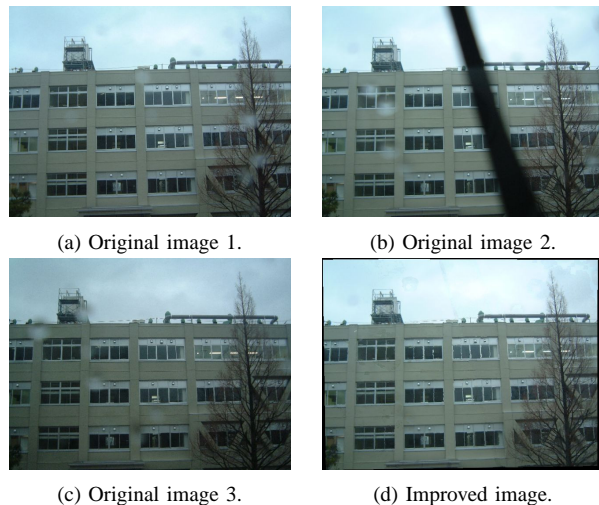 (a) Original image 1.
(b) Original image 2.
(c) Original image 3.
(d) Improved image.